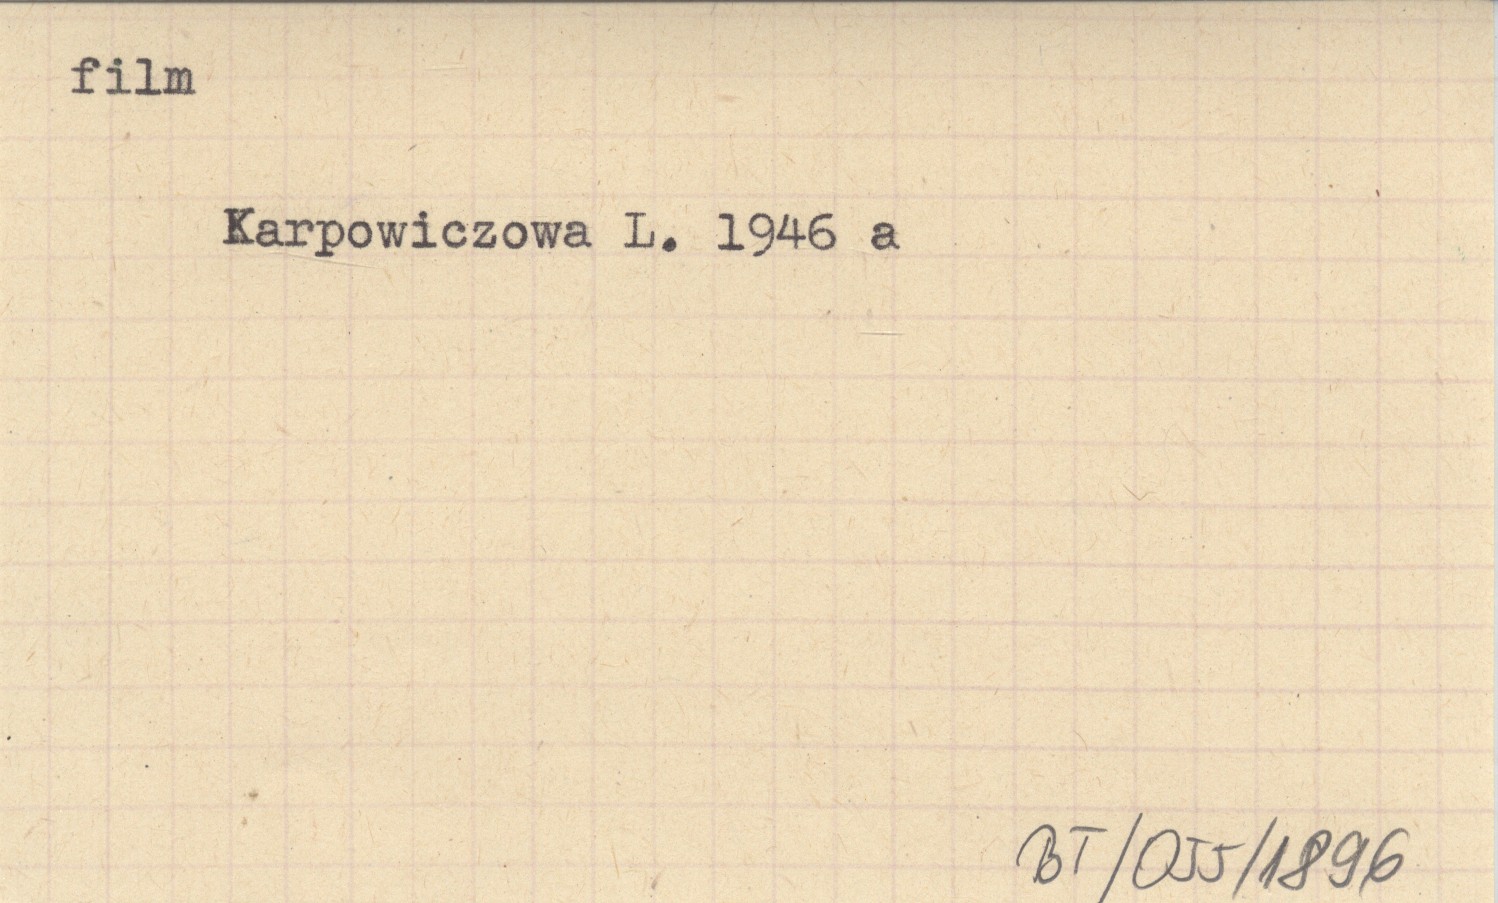 film
Karpowiczowa L. 1946 a
BT/OJJ/1896